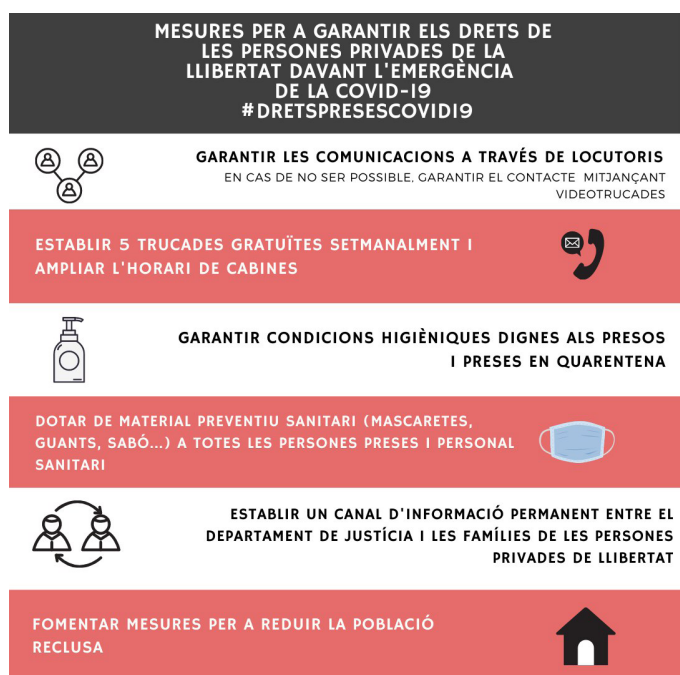 MESURES PER A GARANTIR ELS DRETS DE
LES PERSONES PRIVADES DE LA
LLIBERTAT DAVANT L'EMERGÈNCIA
DE LA COVID-19
#DRETSPRESESCOVID19
GARANTIR LES COMUNICACIONS A TRAVÉS DE LOCUTORIS
EN CAS DE NO SER POSSIBLE, GARANTIR EL CONTACTE MITJANÇANT
VIDEOTRUCADES
ESTABLIR 5 TRUCADES GRATUÏTES SETMANALMENT I
AMPLIAR L'HORARI DE CABINES
GARANTIR CONDICIONS HIGIÈNIQUES DIGNES ALS PRESOS
I PRESES EN QUARENTENA
DOTAR DE MATERIAL PREVENTIU SANITARI (MASCARETES,
GUANTS, SABÓ...) A TOTES LES PERSONES PRESES I PERSONAL
SANITARI
ESTABLIR UN CANAL D'INFORMACIÓ PERMANENT ENTRE EL
DEPARTAMENT DE JUSTÍCIA I LES FAMÍLIES DE LES PERSONES
PRIVADES DE LLIBERTAT
FOMENTAR MESURES PER A REDUIR LA POBLACIÓ
RECLUSA